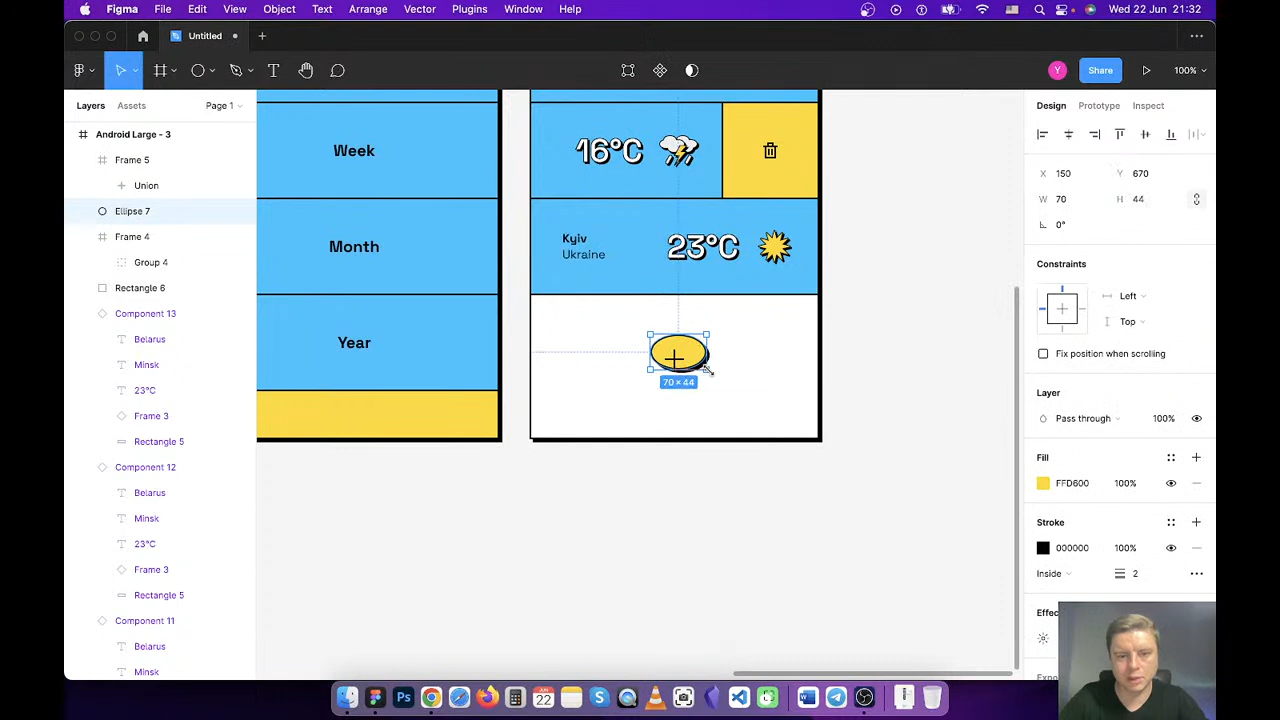 Figma File Edit View Object Text Arrange Vector Plugins Window Help Wed 22 Jun 21:32
Untitled
Y Share 100%
Layers Assets Page 1
Android Large - 3
Frame 5
Union
Ellipse 7
Frame 4
Group 4
Rectangle 6
Component 13
Belarus
Minsk
23°C
Frame 3
Rectangle 5
Component 12
Belarus
Minsk
23°C
Frame 3
Rectangle 5
Component 11
Belarus
Minsk
Week
Month
Year
16°C
Kyiv
Ukraine
23°C
70 × 44
Design Prototype Inspect
X 150 Y 670
W 70 H 44
0°
Constraints
Left
Top
Fix position when scrolling
Layer
Pass through 100%
Fill
FFD600 100%
Stroke
000000 100%
Inside 2
JUN
22